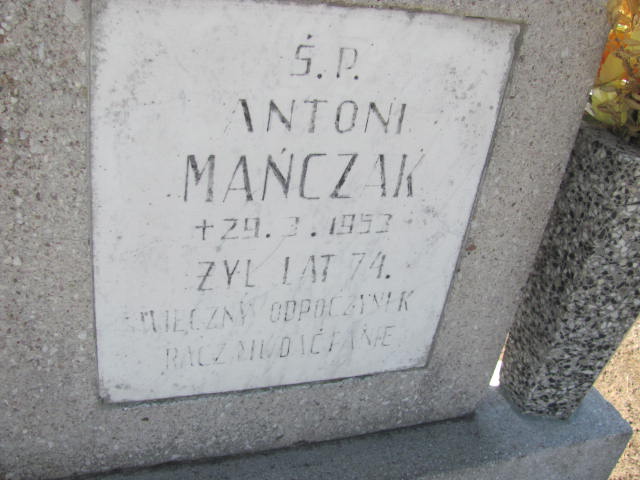 Ś.P.
ANTONI
MAŃCZAK
+29.3.1953
ŻYŁ LAT 74.
WIECZNY ODPOCZYNEK
RACZ MU DAĆ PANIE